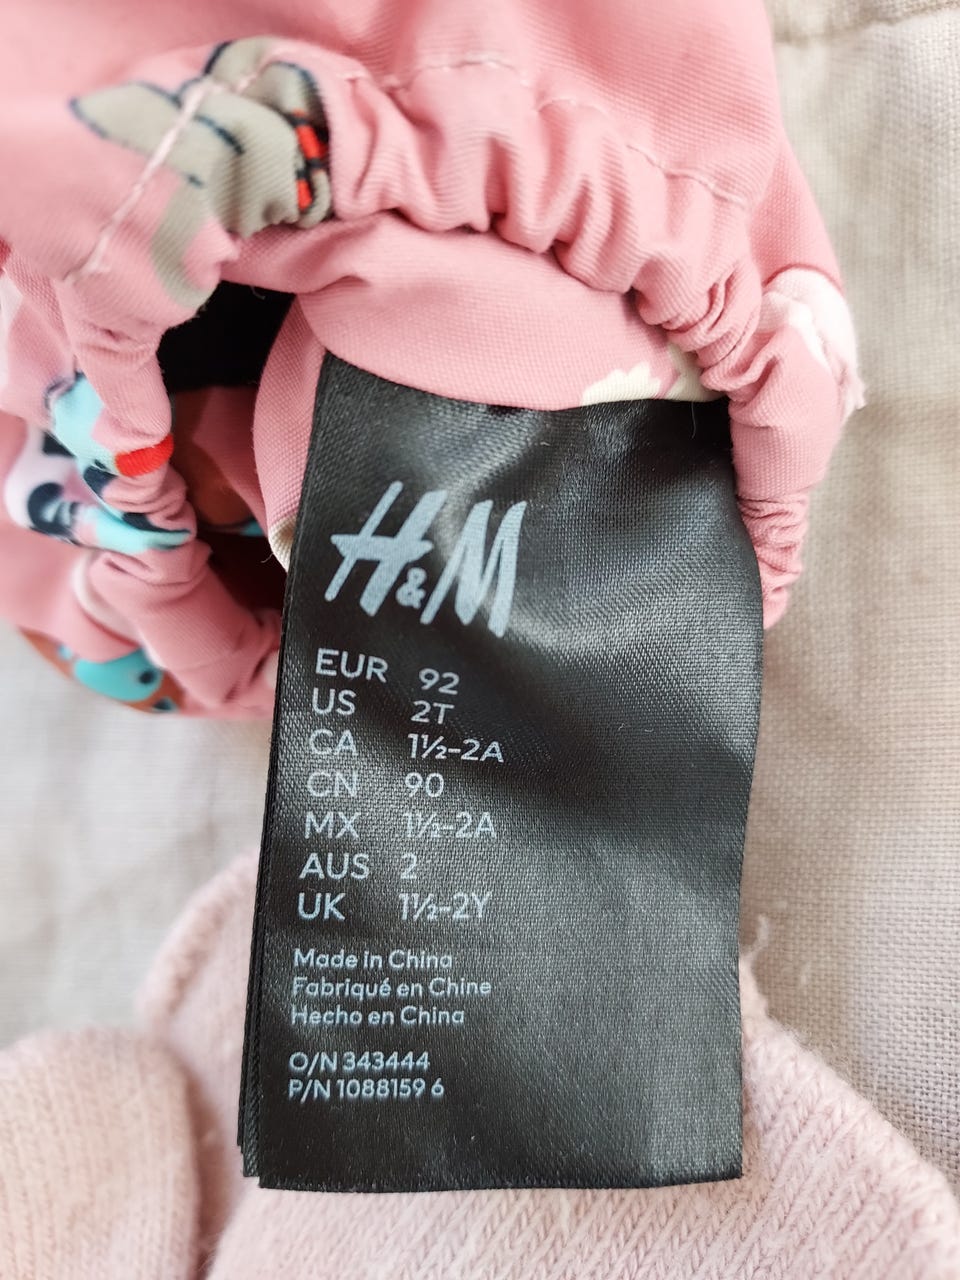 H&M
EUR 92
US 2T
CA 1½-2A
CN 90
MX 1½-2A
AUS 2
UK 1½-2Y
Made in China
Fabriqué en Chine
Hecho en China
O/N 343444
P/N 1088159 6